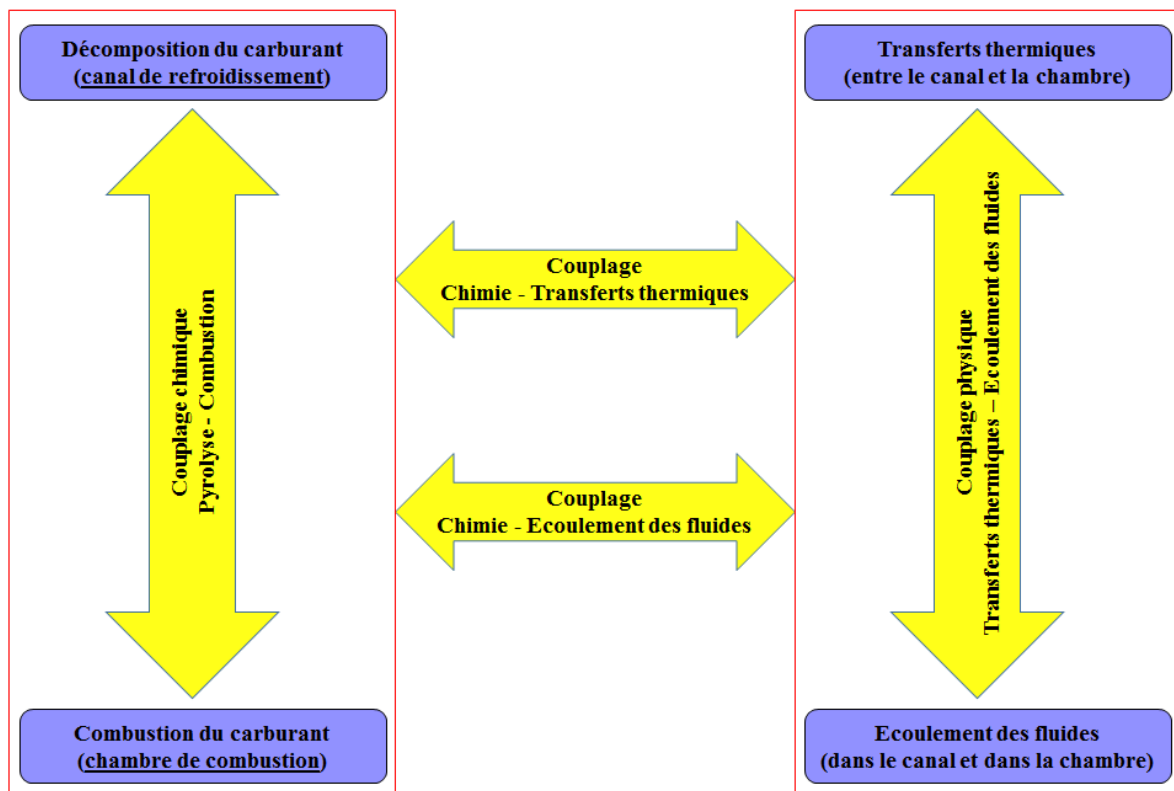 Décomposition du carburant
(canal de refroidissement)
Transferts thermiques
(entre le canal et la chambre)
Couplage chimique
Pyrolyse - Combustion
Couplage
Chimie - Transferts thermiques
Couplage
Chimie - Ecoulement des fluides
Couplage physique
Transferts thermiques – Ecoulement des fluides
Combustion du carburant
(chambre de combustion)
Ecoulement des fluides
(dans le canal et dans la chambre)